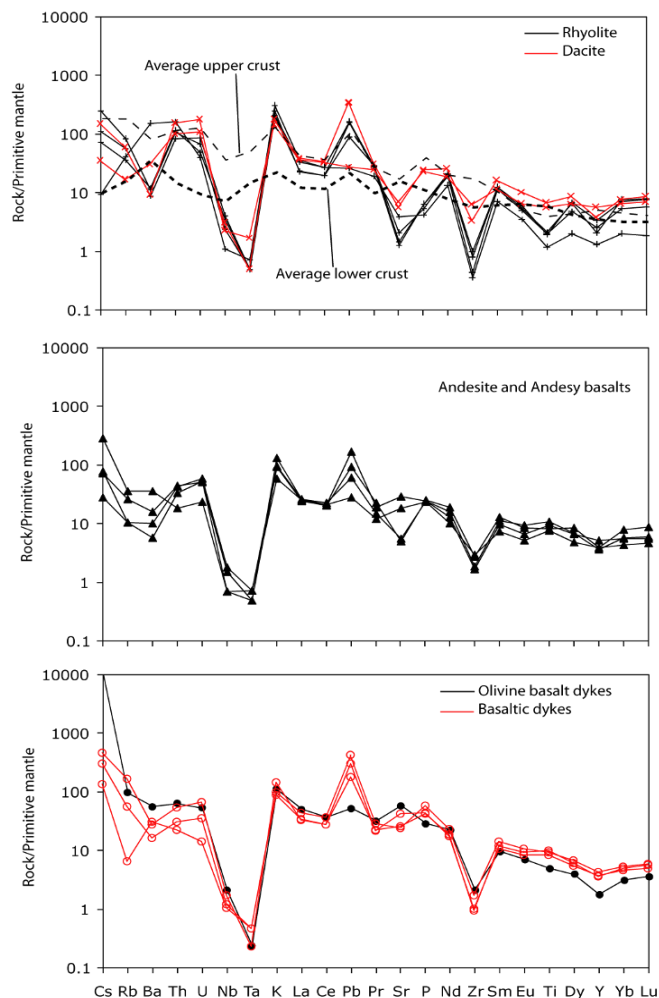 10000
1000
100
10
1
0.1
Rock/Primitive mantle
Rhyolite
Dacite
Average upper crust
Average lower crust
10000
1000
100
10
1
0.1
Rock/Primitive mantle
Andesite and Andesy basalts
10000
1000
100
10
1
0.1
Rock/Primitive mantle
Olivine basalt dykes
Basaltic dykes
Cs Rb Ba Th U Nb Ta K La Ce Pb Pr Sr P Nd Zr Sm Eu Ti Dy Y Yb Lu